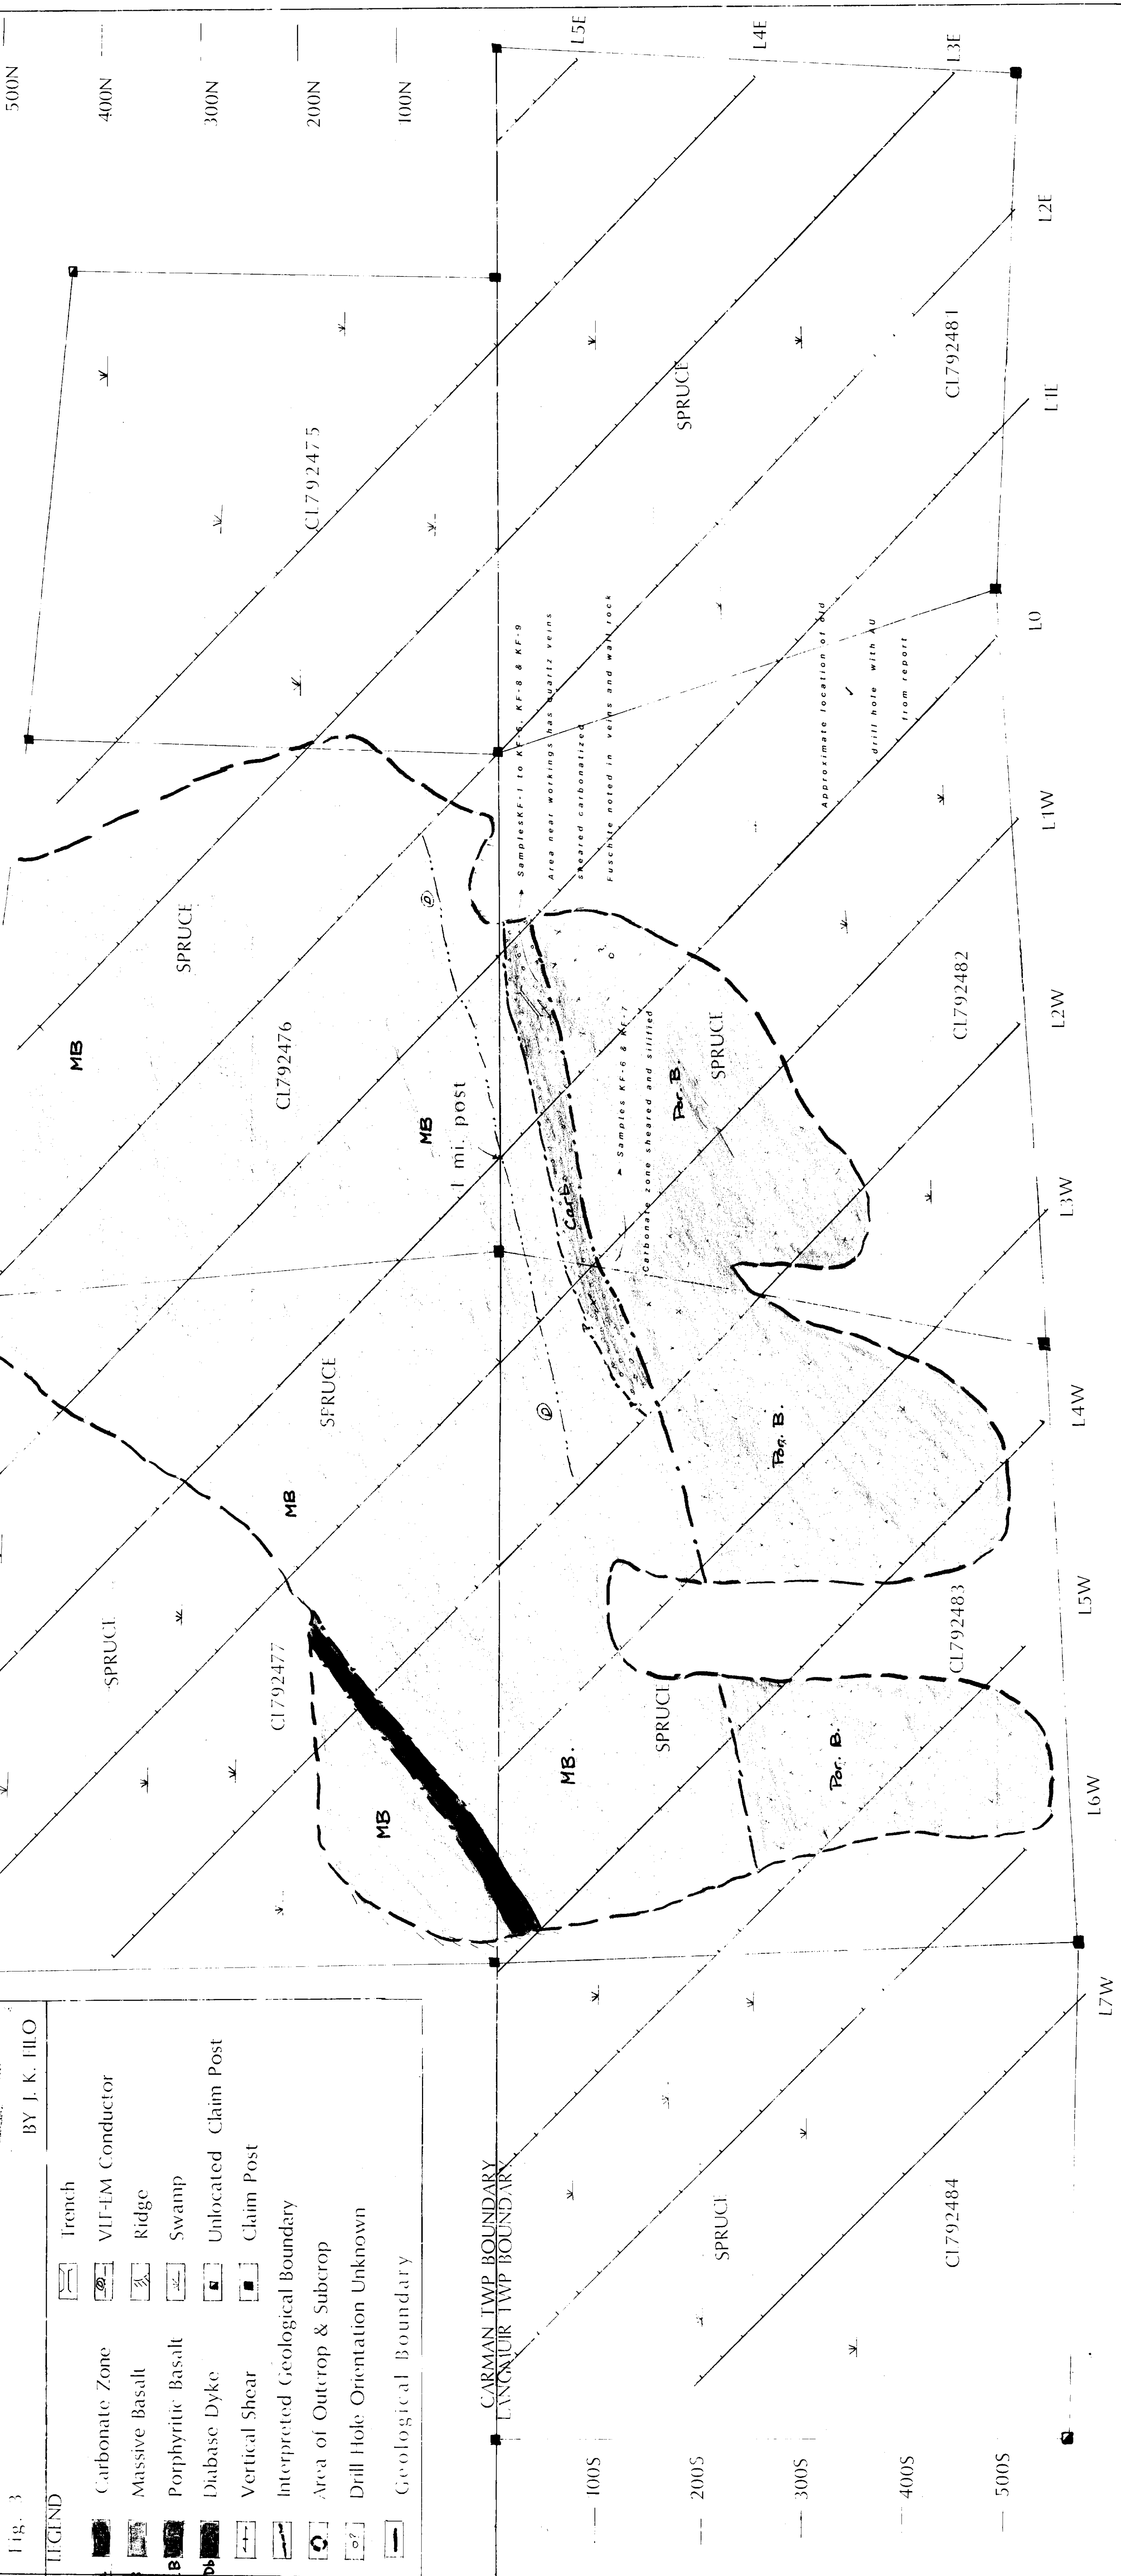 500N
400N
300N
200N
100N
L5E
L4E
L3E
L2E
L1E
L0
L1W
L2W
L3W
L4W
L5W
L6W
L7W
CL792475
SPRUCE
CL792481
SamplesKF-1 to KF-6, KF-8 & KF-9
Area near workings has quartz veins
sheared carbonatized
Fuschite noted in veins and wall rock
Approximate location of old
drill hole with AU
from report
SPRUCE
MB
CL792476
MB
1 mi. post
Carb.
Samples KF-6 & KF-7
Carbonate zone sheared and silified
Por. B.
SPRUCE
CL792482
SPRUCE
MB
Por. B.
SPRUCE
CL792477
MB
MB.
SPRUCE
Por. B.
CL792483
SPRUCE
CL792484
CARMAN TWP BOUNDARY
LANGMUIR TWP BOUNDARY
100S
200S
300S
400S
500S
Fig. 3
BY J. K. FILO
LEGEND
Carbonate Zone
Massive Basalt
B
Porphyritic Basalt
Db
Diabase Dyke
Vertical Shear
Interpreted Geological Boundary
Area of Outcrop & Subcrop
Drill Hole Orientation Unknown
Geological Boundary
Trench
VLF-EM Conductor
Ridge
Swamp
Unlocated Claim Post
Claim Post